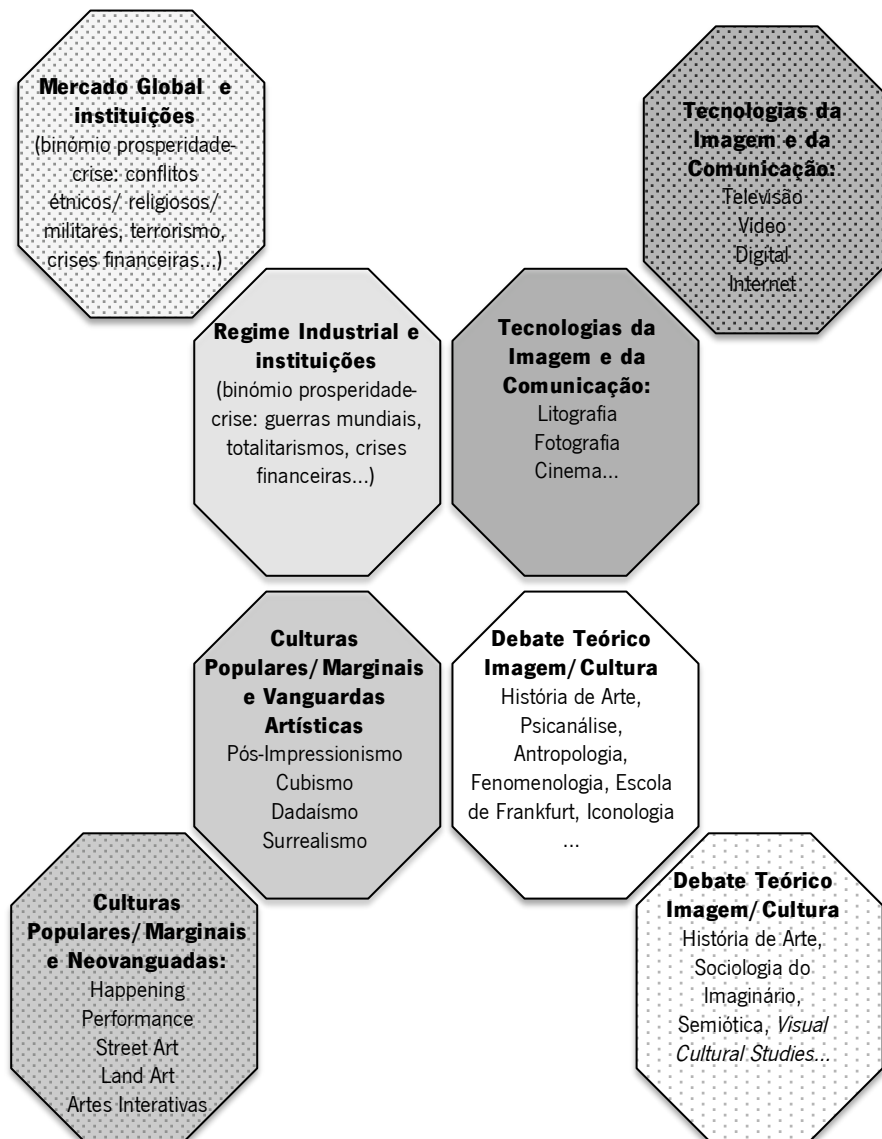 Mercado Global e
instituições
(binómio prosperidade-
crise: conflitos
étnicos/ religiosos/
militares, terrorismo,
crises financeiras...)
Tecnologias da
Imagem e da
Comunicação:
Televisão
Video
Digital
Internet
Regime Industrial e
instituições
(binómio prosperidade-
crise: guerras mundiais,
totalitarismos, crises
financeiras...)
Tecnologias da
Imagem e da
Comunicação:
Litografia
Fotografia
Cinema...
Culturas
Populares/Marginais
e Vanguardas
Artísticas
Pós-Impressionismo
Cubismo
Dadaísmo
Surrealismo
Debate Teórico
Imagem/Cultura
História de Arte,
Psicanálise,
Antropologia,
Fenomenologia, Escola
de Frankfurt, Iconologia
...
Culturas
Populares/Marginais
e Neovanguadas:
Happening
Performance
Street Art
Land Art
Artes Interativas
Debate Teórico
Imagem/Cultura
História de Arte,
Sociologia do
Imaginário,
Semiótica, Visual
Cultural Studies...